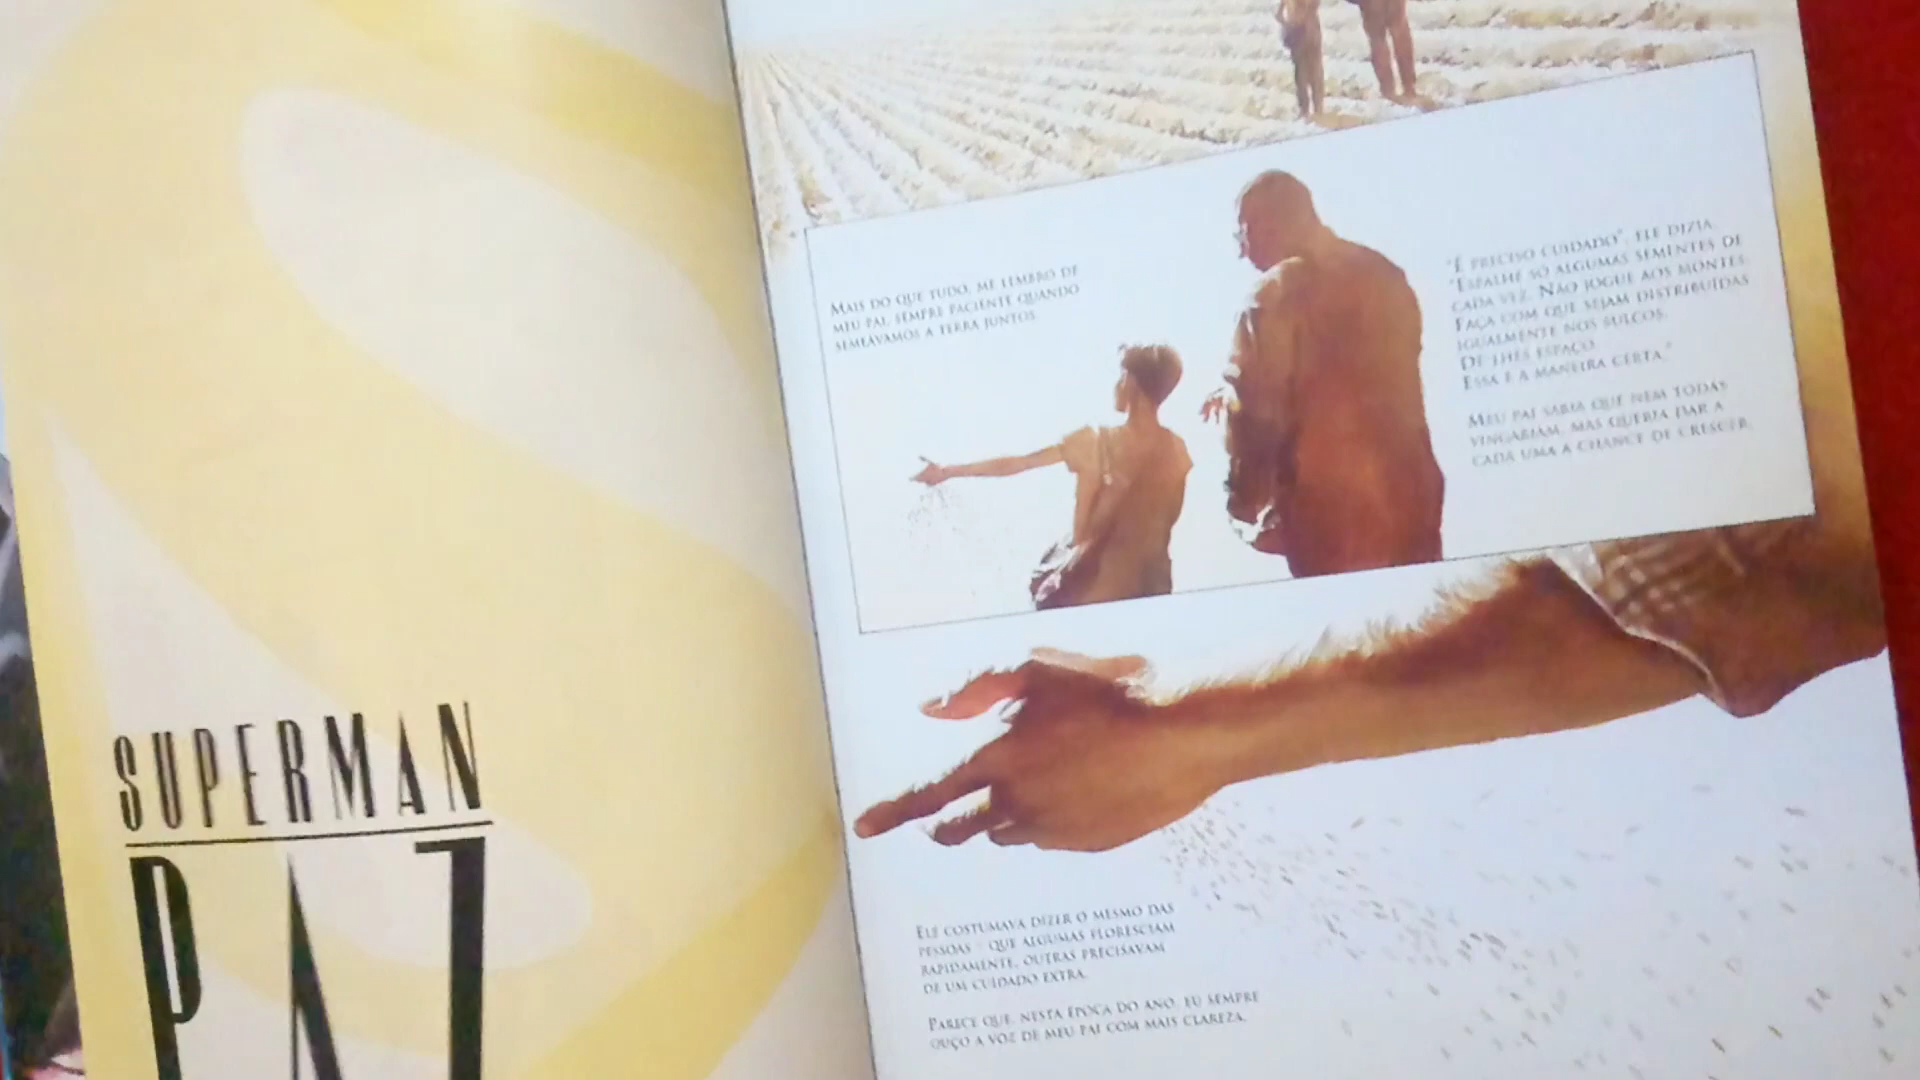 SUPERMAN
PAZ
MAIS DO QUE TUDO, ME LEMBRO DE
MEU PAI, SEMPRE PACIENTE QUANDO
SEMEÁVAMOS A TERRA JUNTOS.
"É PRECISO CUIDADO", ELE DIZIA.
"ESPALHE SÓ ALGUMAS SEMENTES DE
CADA VEZ. NÃO JOGUE AOS MONTES.
FAÇA COM QUE SEJAM DISTRIBUÍDAS
IGUALMENTE NOS SULCOS.
DÊ-LHES ESPAÇO.
ESSA É A MANEIRA CERTA."
MEU PAI SABIA QUE NEM TODAS
VINGARIAM, MAS QUERIA DAR A
CADA UMA A CHANCE DE CRESCER.
ELE COSTUMAVA DIZER O MESMO DAS
PESSOAS - QUE ALGUMAS FLORESCIAM
RAPIDAMENTE, OUTRAS PRECISAVAM
DE UM CUIDADO EXTRA.
PARECE QUE, NESTA ÉPOCA DO ANO, EU SEMPRE
OUÇO A VOZ DE MEU PAI COM MAIS CLAREZA.